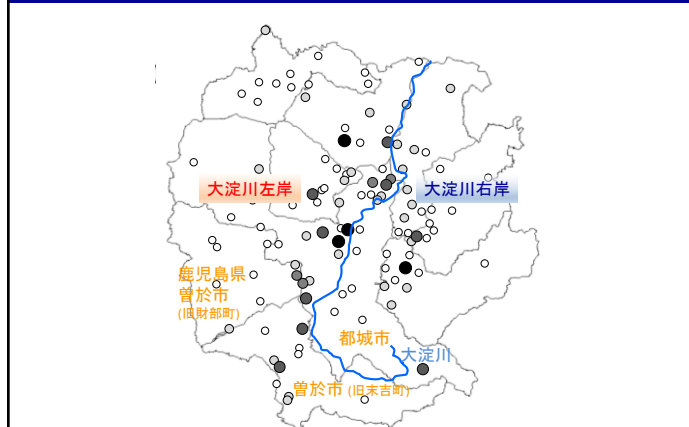 大淀川左岸
大淀川右岸
鹿児島県
曽於市
(旧財部町)
都城市
大淀川
曽於市 (旧末吉町)